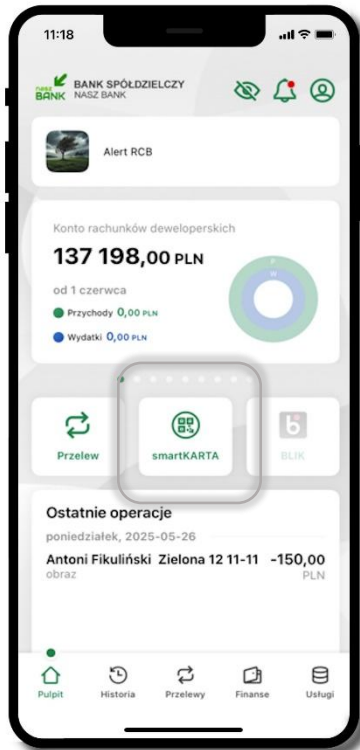 11:18
nasz BANK
BANK SPÓŁDZIELCZY
NASZ BANK
Alert RCB
Konto rachunków deweloperskich
137 198,00 PLN
od 1 czerwca
Przychody 0,00 PLN
Wydatki 0,00 PLN
P
W
Przelew
smartKARTA
BLIK
Ostatnie operacje
poniedziałek, 2025-05-26
Antoni Fikuliński Zielona 12 11-11 -150,00
obraz PLN
Pulpit Historia Przelewy Finanse Usługi